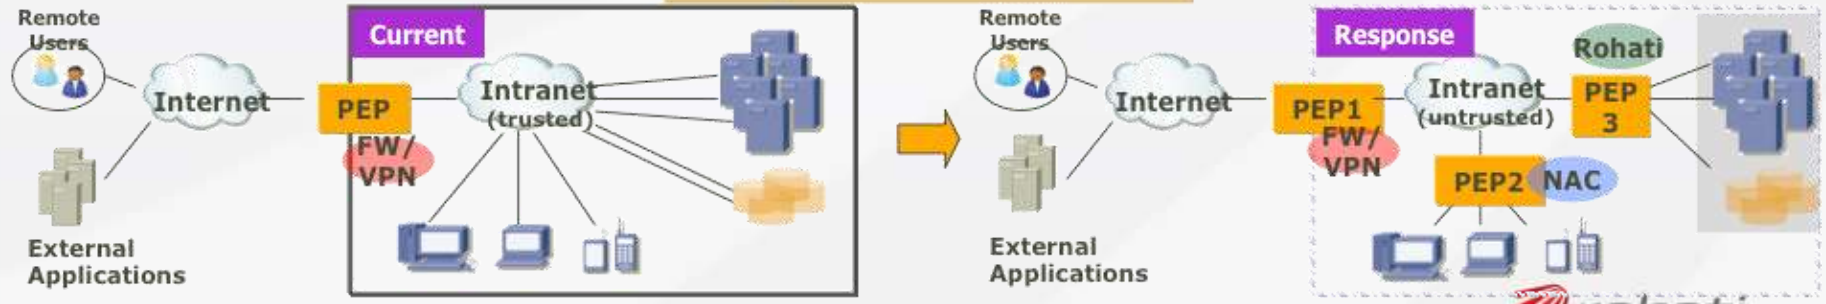 Remote
Users
Internet
External
Applications
Current
PEP
FW/
VPN
Intranet
(trusted)
Remote
Users
Internet
External
Applications
Response
PEP1
FW/
VPN
Intranet
(untrusted)
PEP2
NAC
Rohati
PEP
3